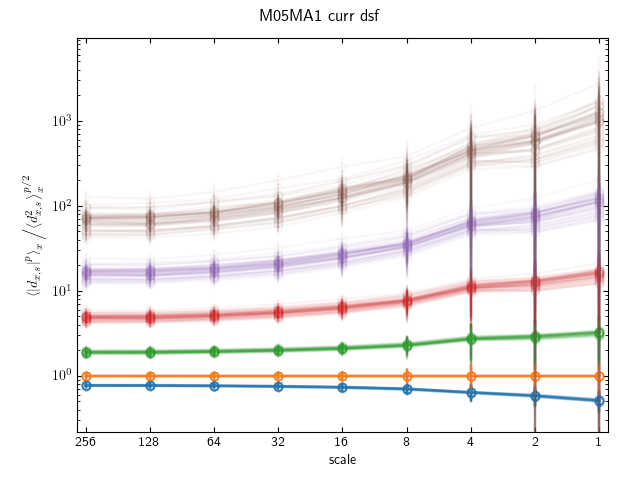 M05MA1 curr dsf
⟨|d_{x,s}|^p⟩_x / ⟨d_{x,s}^2⟩_x^{p/2}
10^3
10^2
10^1
10^0
256 128 64 32 16 8 4 2 1
scale